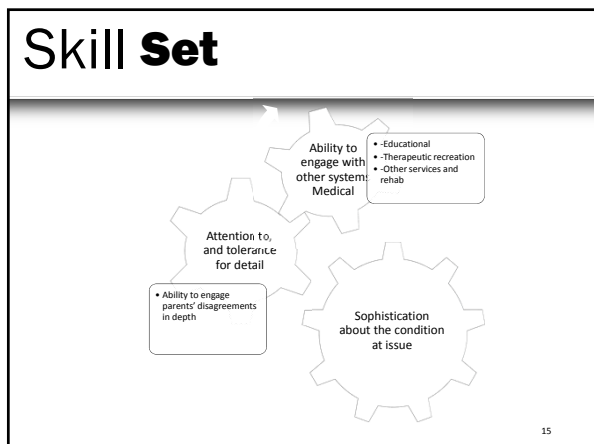 Skill Set
Ability to
engage with
other systems
Medical
• -Educational
• -Therapeutic recreation
• -Other services and
rehab
Attention to,
and tolerance
for detail
• Ability to engage
parents’ disagreements
in depth
Sophistication
about the condition
at issue
15